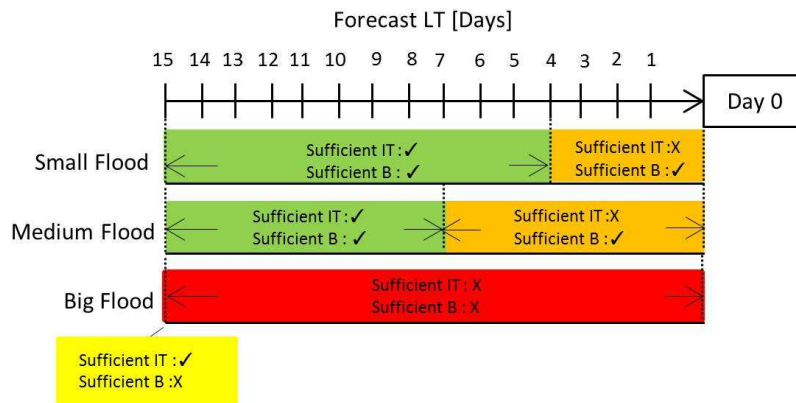 Forecast LT [Days]
15 14 13 12 11 10 9 8 7 6 5 4 3 2 1
Day 0
Small Flood
Sufficient IT :✓
Sufficient B : ✓
Sufficient IT :X
Sufficient B : ✓
Medium Flood
Sufficient IT :✓
Sufficient B : ✓
Sufficient IT :X
Sufficient B : ✓
Big Flood
Sufficient IT : X
Sufficient B : X
Sufficient IT :✓
Sufficient B :X